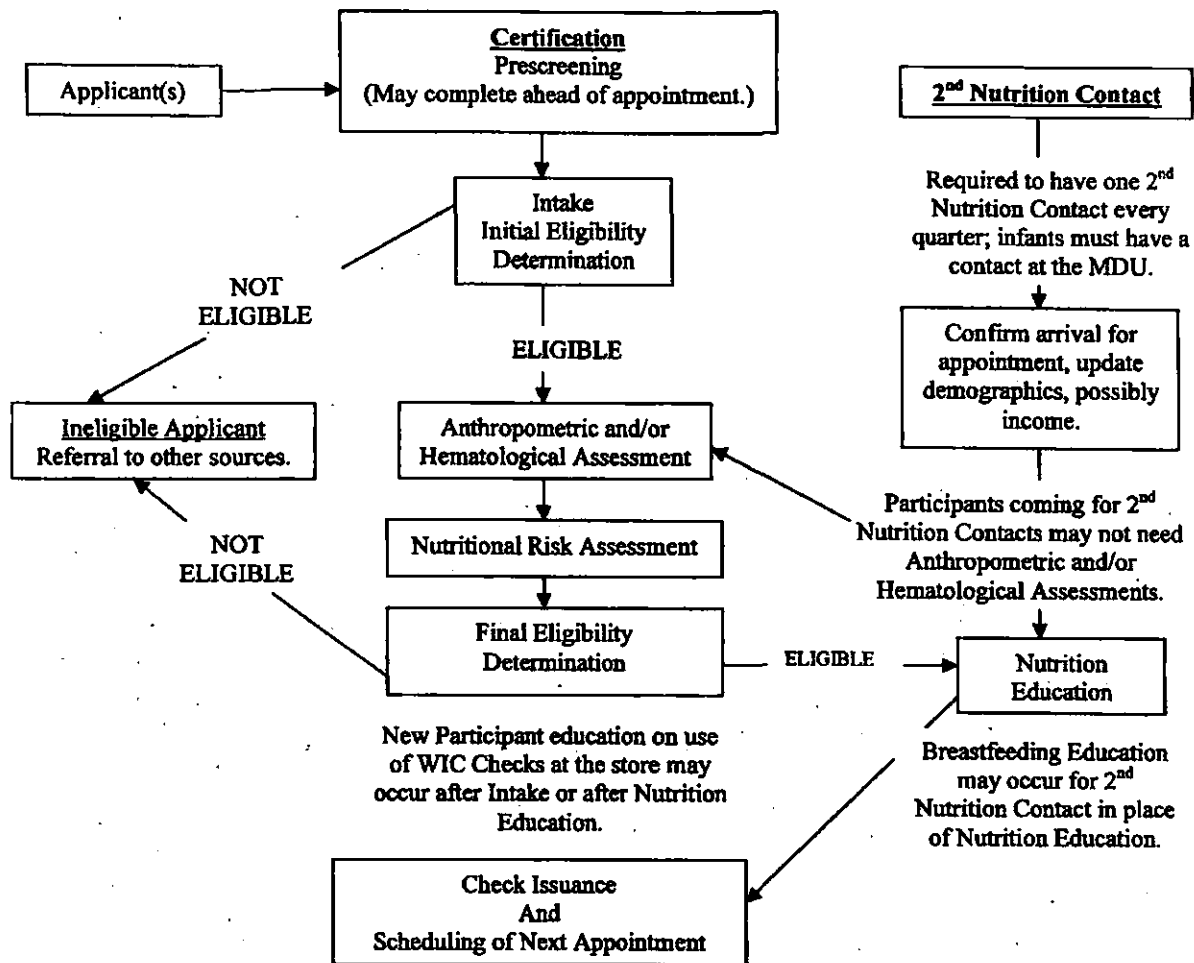 Certification
Prescreening
(May complete ahead of appointment.)
Applicant(s)
2nd Nutrition Contact
Intake
Initial Eligibility
Determination
Required to have one 2nd
Nutrition Contact every
quarter; infants must have a
contact at the MDU.
NOT
ELIGIBLE
ELIGIBLE
Confirm arrival for
appointment, update
demographics, possibly
income.
Ineligible Applicant
Referral to other sources.
Anthropometric and/or
Hematological Assessment
Participants coming for 2nd
Nutrition Contacts may not need
Anthropometric and/or
Hematological Assessments.
NOT
ELIGIBLE
Nutritional Risk Assessment
Final Eligibility
Determination
ELIGIBLE
Nutrition
Education
New Participant education on use
of WIC Checks at the store may
occur after Intake or after Nutrition
Education.
Breastfeeding Education
may occur for 2nd
Nutrition Contact in place
of Nutrition Education.
Check Issuance
And
Scheduling of Next Appointment